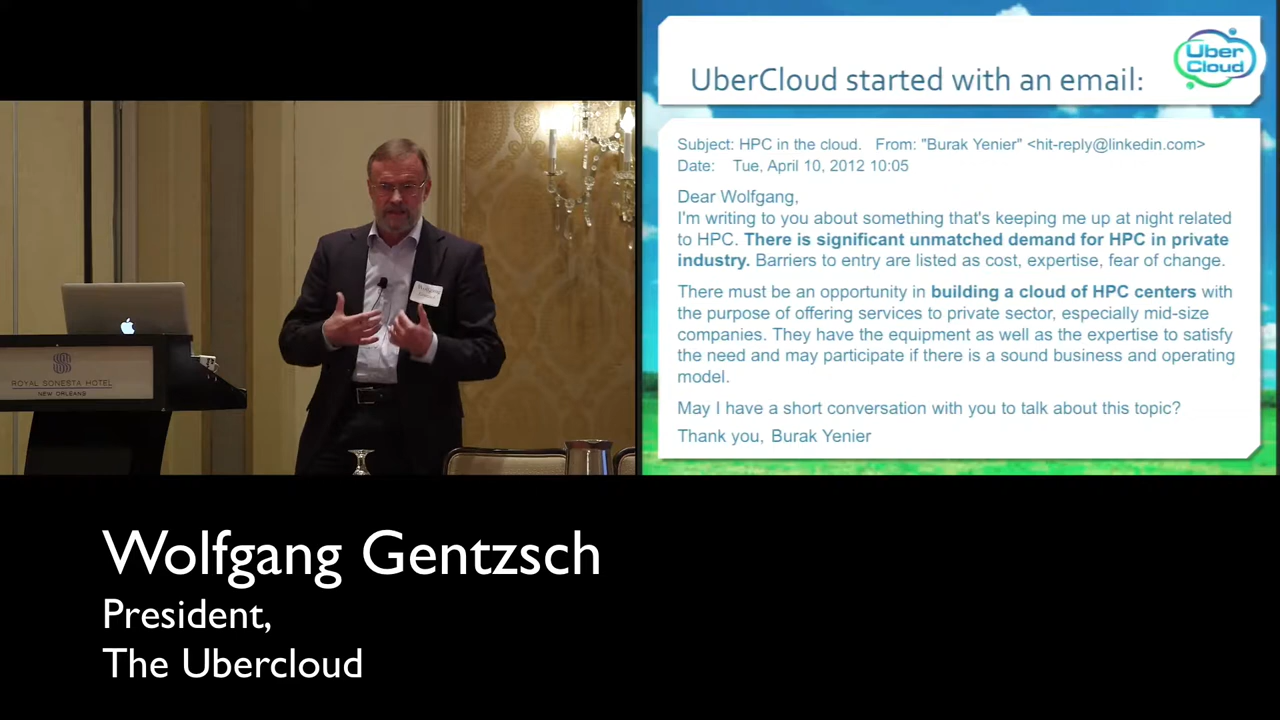 UberCloud started with an email:
Uber
Cloud
Subject: HPC in the cloud.   From: "Burak Yenier" <hit-reply@linkedin.com>
Date:    Tue, April 10, 2012 10:05
Dear Wolfgang,
I'm writing to you about something that's keeping me up at night related
to HPC. There is significant unmatched demand for HPC in private
industry. Barriers to entry are listed as cost, expertise, fear of change.
There must be an opportunity in building a cloud of HPC centers with
the purpose of offering services to private sector, especially mid-size
companies. They have the equipment as well as the expertise to satisfy
the need and may participate if there is a sound business and operating
model.
May I have a short conversation with you to talk about this topic?
Thank you, Burak Yenier
Wolfgang
ROYAL SONESTA HOTEL
NEW ORLEANS
Wolfgang Gentzsch
President,
The Ubercloud